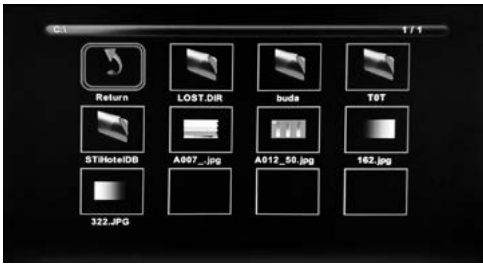 C:\
1/1
Return
LOST.DIR
buda
T0T
STiHotelDB
A007_.jpg
A012_50.jpg
162.jpg
322.JPG